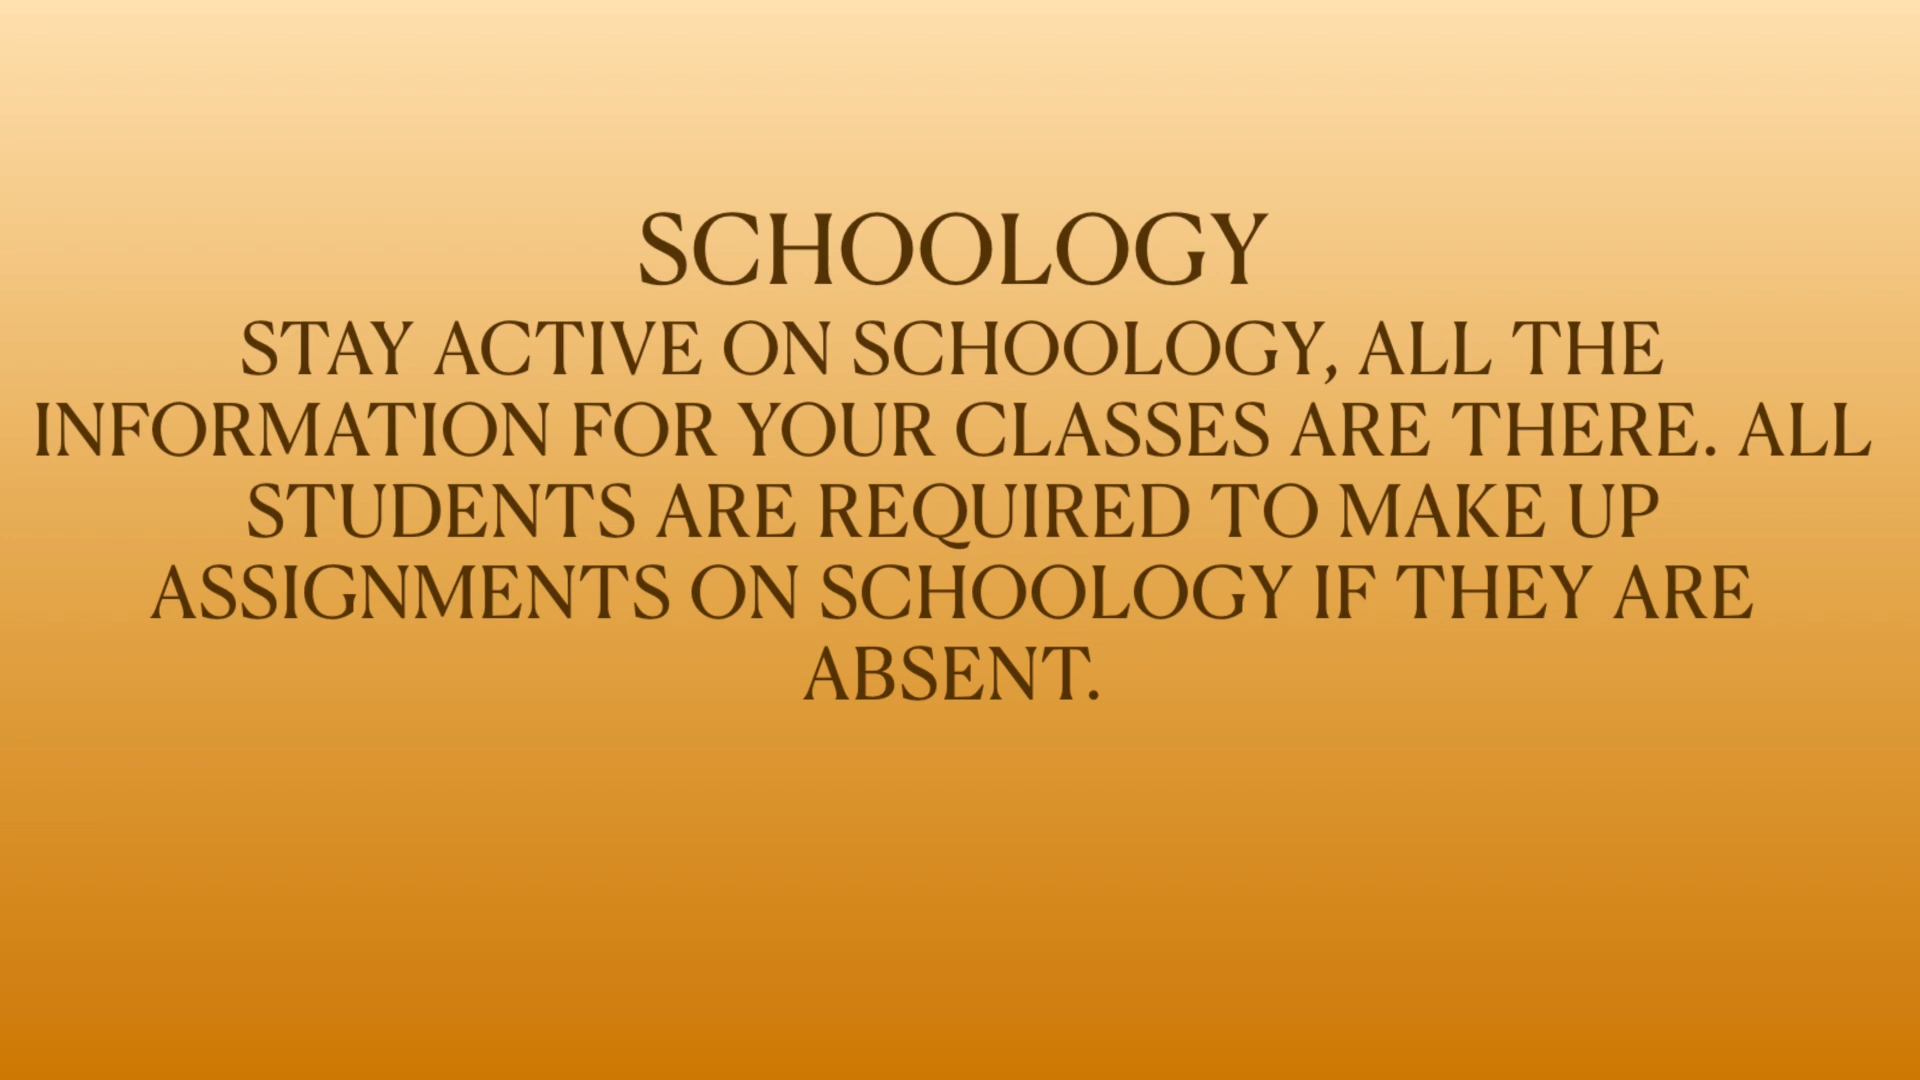 SCHOOLOGY
STAY ACTIVE ON SCHOOLOGY, ALL THE
INFORMATION FOR YOUR CLASSES ARE THERE. ALL
STUDENTS ARE REQUIRED TO MAKE UP
ASSIGNMENTS ON SCHOOLOGY IF THEY ARE
ABSENT.